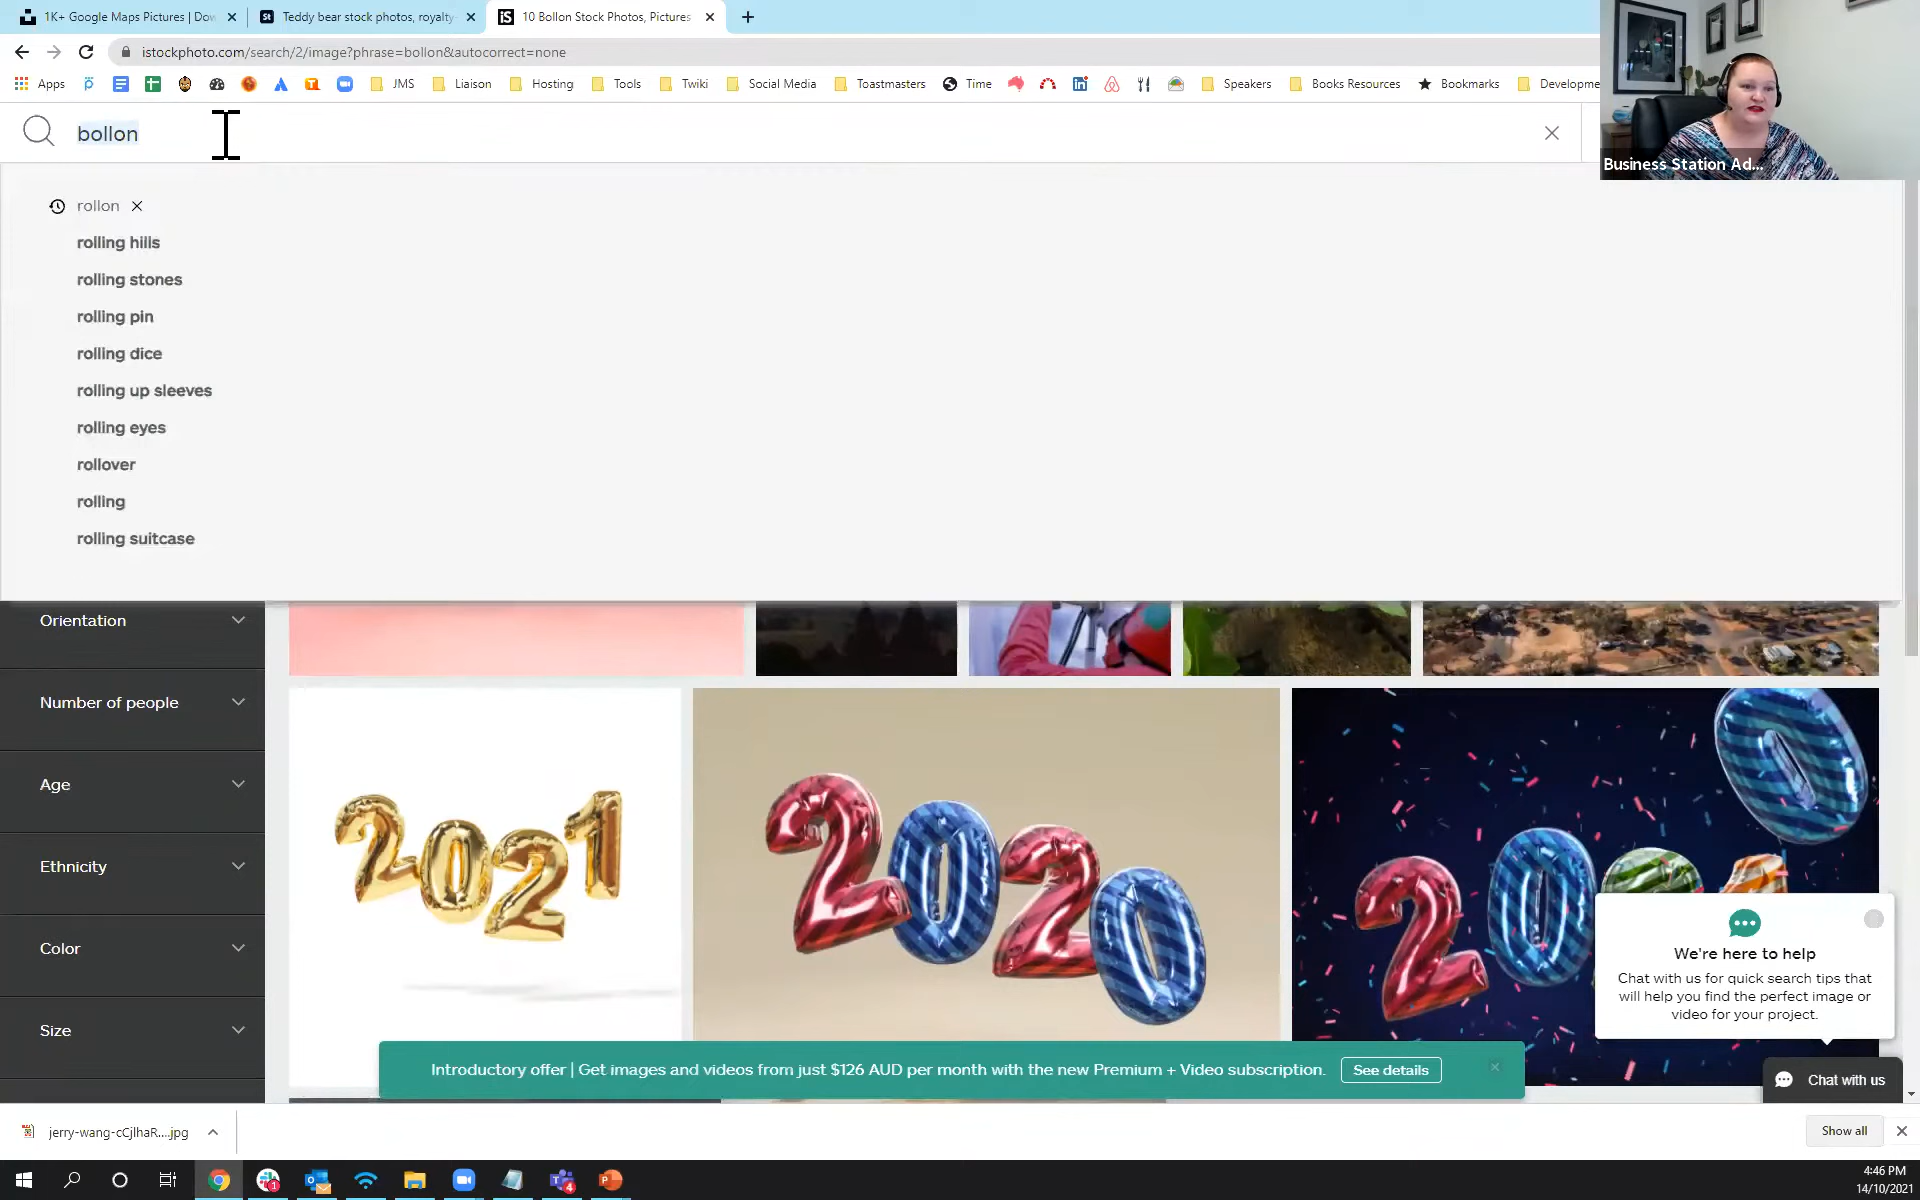 1K+ Google Maps Pictures | Dow
Teddy bear stock photos, royalty
10 Bollon Stock Photos, Pictures
istockphoto.com/search/2/image?phrase=bollon&autocorrect=none
Apps JMS Liaison Hosting Tools Twiki Social Media Toastmasters Time Speakers Books Resources Bookmarks Developme
bollon
Business Station Ad...
rollon
rolling hills
rolling stones
rolling pin
rolling dice
rolling up sleeves
rolling eyes
rollover
rolling
rolling suitcase
Orientation
Number of people
Age
Ethnicity
Color
Size
2021
2020
20
0
We're here to help
Chat with us for quick search tips that
will help you find the perfect image or
video for your project.
Introductory offer | Get images and videos from just $126 AUD per month with the new Premium + Video subscription. See details
Chat with us
jerry-wang-cCjlhaR....jpg
Show all
4:46 PM
14/10/2021